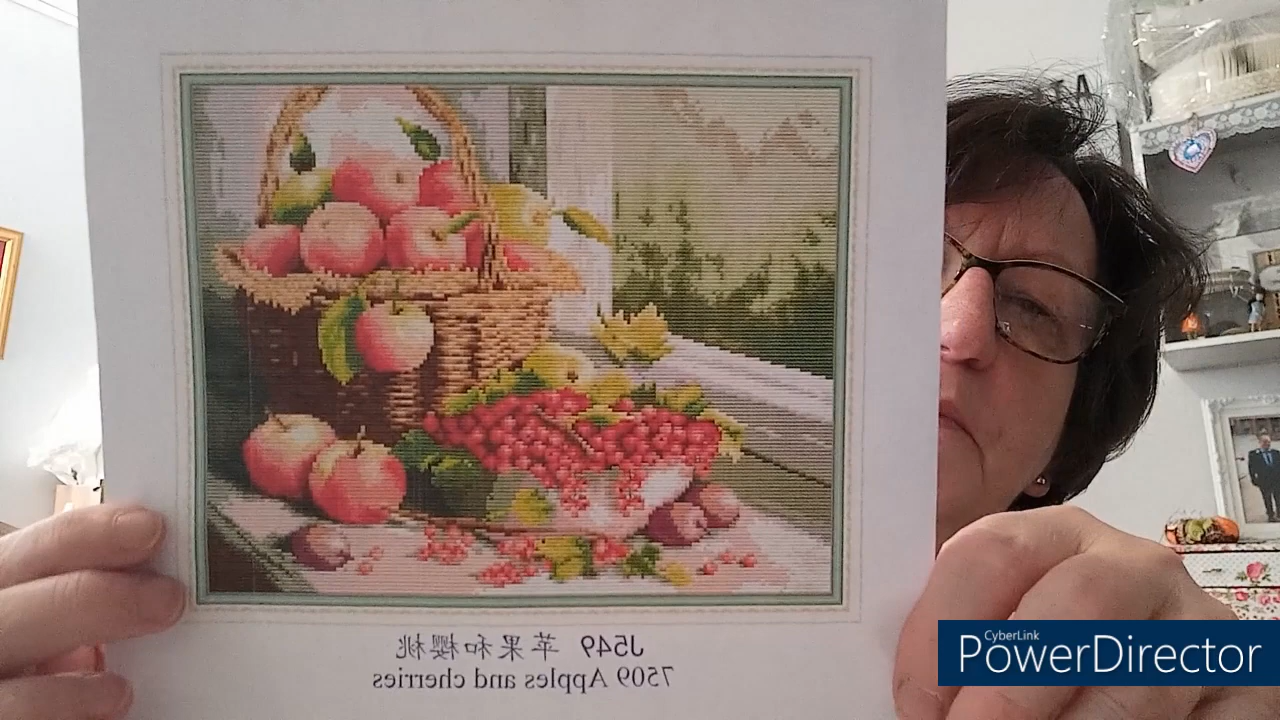 J549 苹果和樱桃
7509 Apples and cherries
CyberLink
PowerDirector